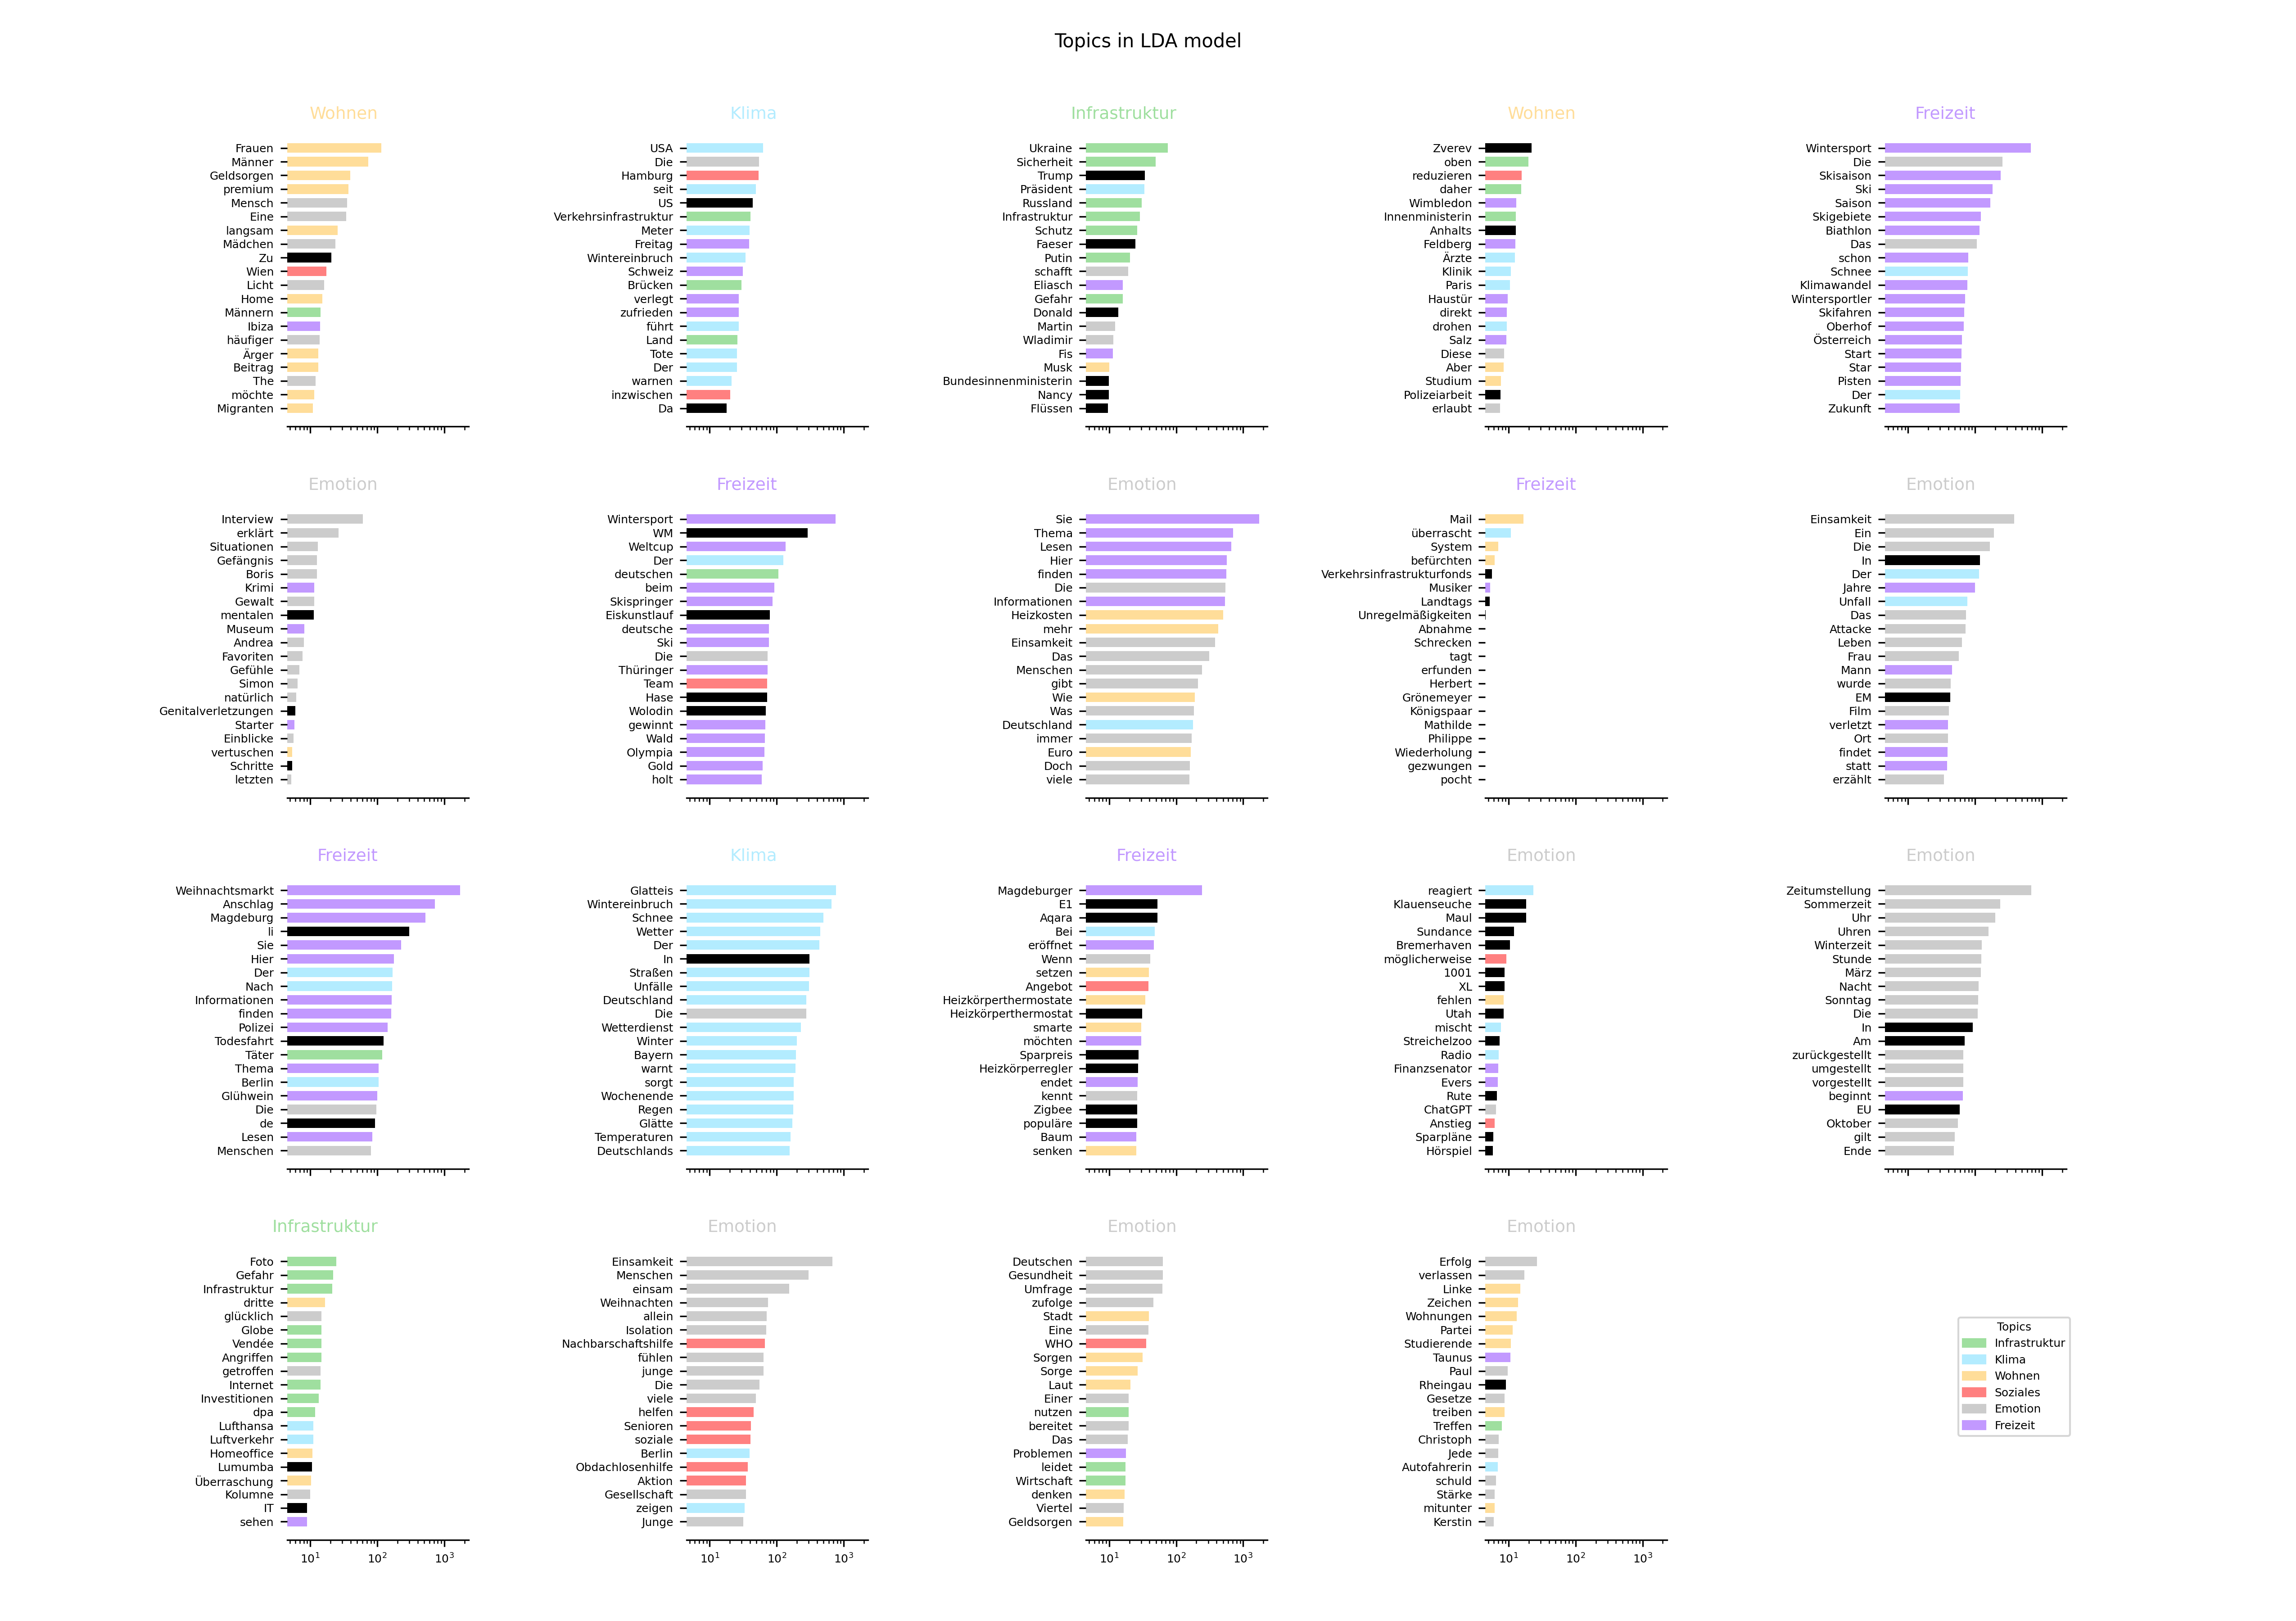 Topics in LDA model
Wohnen
Frauen
Männer
Geldsorgen
premium
Mensch
Eine
langsam
Mädchen
Zu
Wien
Licht
Home
Männern
Ibiza
häufiger
Ärger
Beitrag
The
möchte
Migranten
Klima
USA
Die
Hamburg
seit
US
Verkehrsinfrastruktur
Meter
Freitag
Wintereinbruch
Schweiz
Brücken
verlegt
zufrieden
führt
Land
Tote
Der
warnen
inzwischen
Da
Infrastruktur
Ukraine
Sicherheit
Trump
Präsident
Russland
Infrastruktur
Schutz
Faeser
Putin
schafft
Eliasch
Gefahr
Donald
Martin
Wladimir
Fis
Musk
Bundesinnenministerin
Nancy
Flüssen
Wohnen
Zverev
oben
reduzieren
daher
Wimbledon
Innenministerin
Anhalts
Feldberg
Ärzte
Klinik
Paris
Haustür
direkt
drohen
Salz
Diese
Aber
Studium
Polizeiarbeit
erlaubt
Freizeit
Wintersport
Die
Skisaison
Ski
Saison
Skigebiete
Biathlon
Das
schon
Schnee
Klimawandel
Wintersportler
Skifahren
Oberhof
Österreich
Start
Star
Pisten
Der
Zukunft
Emotion
Interview
erklärt
Situationen
Gefängnis
Boris
Krimi
Gewalt
mentalen
Museum
Andrea
Favoriten
Gefühle
Simon
natürlich
Genitalverletzungen
Starter
Einblicke
vertuschen
Schritte
letzten
Freizeit
Wintersport
WM
Weltcup
Der
deutschen
beim
Skispringer
Eiskunstlauf
deutsche
Ski
Die
Thüringer
Team
Hase
Wolodin
gewinnt
Wald
Olympia
Gold
holt
Emotion
Sie
Thema
Lesen
Hier
finden
Die
Informationen
Heizkosten
mehr
Einsamkeit
Das
Menschen
gibt
Wie
Was
Deutschland
immer
Euro
Doch
viele
Freizeit
Mail
überrascht
System
befürchten
Verkehrsinfrastrukturfonds
Musiker
Landtags
Unregelmäßigkeiten
Abnahme
Schrecken
tagt
erfunden
Herbert
Grönemeyer
Königspaar
Mathilde
Philippe
Wiederholung
gezwungen
pocht
Emotion
Einsamkeit
Ein
Die
In
Der
Jahre
Unfall
Das
Attacke
Leben
Frau
Mann
wurde
EM
Film
verletzt
Ort
findet
statt
erzählt
Freizeit
Weihnachtsmarkt
Anschlag
Magdeburg
li
Sie
Hier
Der
Nach
Informationen
finden
Polizei
Todesfahrt
Täter
Thema
Berlin
Glühwein
Die
de
Lesen
Menschen
Klima
Glatteis
Wintereinbruch
Schnee
Wetter
Der
In
Straßen
Unfälle
Deutschland
Die
Wetterdienst
Winter
Bayern
warnt
sorgt
Wochenende
Regen
Glätte
Temperaturen
Deutschlands
Freizeit
Magdeburger
E1
Aqara
Bei
eröffnet
Wenn
setzen
Angebot
Heizkörperthermostate
Heizkörperthermostat
smarte
möchten
Sparpreis
Heizkörperregler
endet
kennt
Zigbee
populäre
Baum
senken
Emotion
reagiert
Klauenseuche
Maul
Sundance
Bremerhaven
möglicherweise
1001
XL
fehlen
Utah
mischt
Streichelzoo
Radio
Finanzsenator
Evers
Rute
ChatGPT
Anstieg
Sparpläne
Hörspiel
Emotion
Zeitumstellung
Sommerzeit
Uhr
Uhren
Winterzeit
Stunde
März
Nacht
Sonntag
Die
In
Am
zurückgestellt
umgestellt
vorgestellt
beginnt
EU
Oktober
gilt
Ende
Infrastruktur
Foto
Gefahr
Infrastruktur
dritte
glücklich
Globe
Vendée
Angriffen
getroffen
Internet
Investitionen
dpa
Lufthansa
Luftverkehr
Homeoffice
Lumumba
Überraschung
Kolumne
IT
sehen
10¹ 10² 10³
Emotion
Einsamkeit
Menschen
einsam
Weihnachten
allein
Isolation
Nachbarschaftshilfe
fühlen
junge
Die
viele
helfen
Senioren
soziale
Berlin
Obdachlosenhilfe
Aktion
Gesellschaft
zeigen
Junge
10¹ 10² 10³
Emotion
Deutschen
Gesundheit
Umfrage
zufolge
Stadt
Eine
WHO
Sorgen
Sorge
Laut
Einer
nutzen
bereitet
Das
Problemen
leidet
Wirtschaft
denken
Viertel
Geldsorgen
10¹ 10² 10³
Emotion
Erfolg
verlassen
Linke
Zeichen
Wohnungen
Partei
Studierende
Taunus
Paul
Rheingau
Gesetze
treiben
Treffen
Christoph
Jede
Autofahrerin
schuld
Stärke
mitunter
Kerstin
10¹ 10² 10³
Topics
Infrastruktur
Klima
Wohnen
Soziales
Emotion
Freizeit